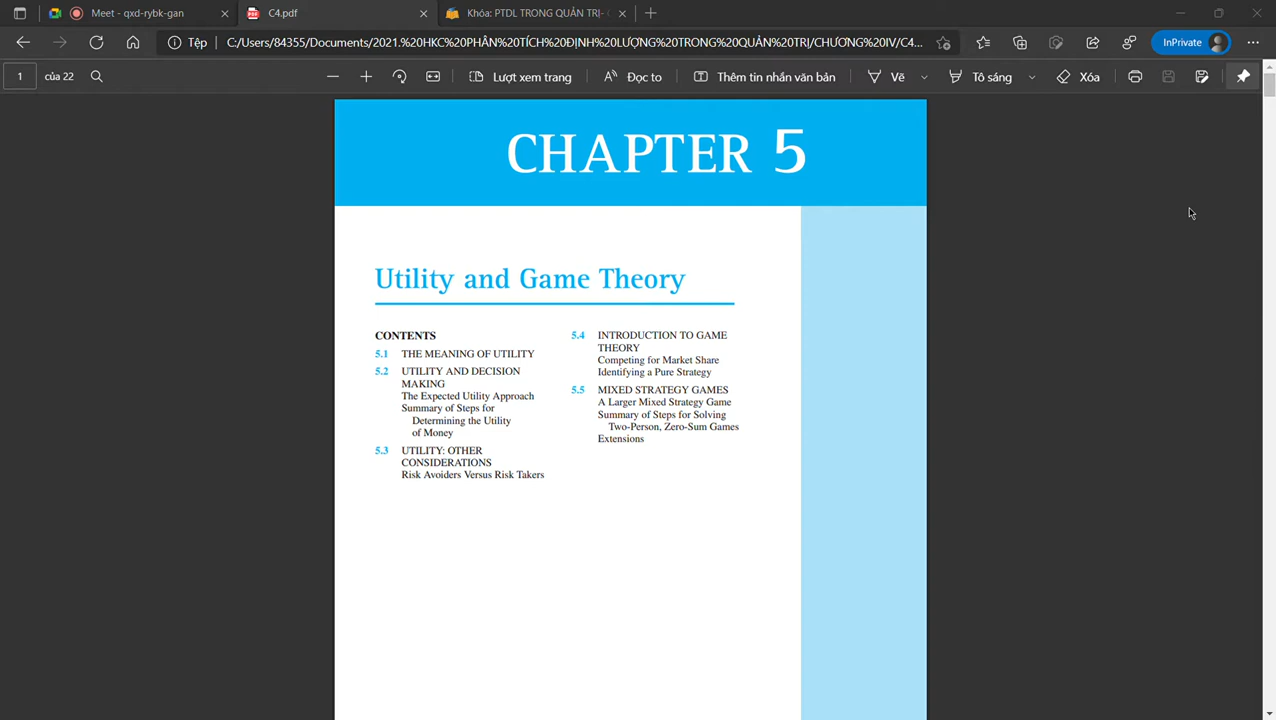 Meet - qxd-rybk-gan
C4.pdf
Khóa: PTDL TRONG QUẢN TRỊ-
Tệp
C:/Users/84355/Documents/2021.%20HKC%20PHÂN%20TÍCH%20ĐỊNH%20LƯỢNG%20TRONG%20QUẢN%20TRỊ/CHƯƠNG%20IV/C4...
InPrivate
1
của 22
Lượt xem trang
Đọc to
Thêm tin nhắn văn bản
Vẽ
Tô sáng
Xóa
CHAPTER 5
Utility and Game Theory
CONTENTS
5.1 THE MEANING OF UTILITY
5.2 UTILITY AND DECISION
MAKING
The Expected Utility Approach
Summary of Steps for
Determining the Utility
of Money
5.3 UTILITY: OTHER
CONSIDERATIONS
Risk Avoiders Versus Risk Takers
5.4 INTRODUCTION TO GAME
THEORY
Competing for Market Share
Identifying a Pure Strategy
5.5 MIXED STRATEGY GAMES
A Larger Mixed Strategy Game
Summary of Steps for Solving
Two-Person, Zero-Sum Games
Extensions